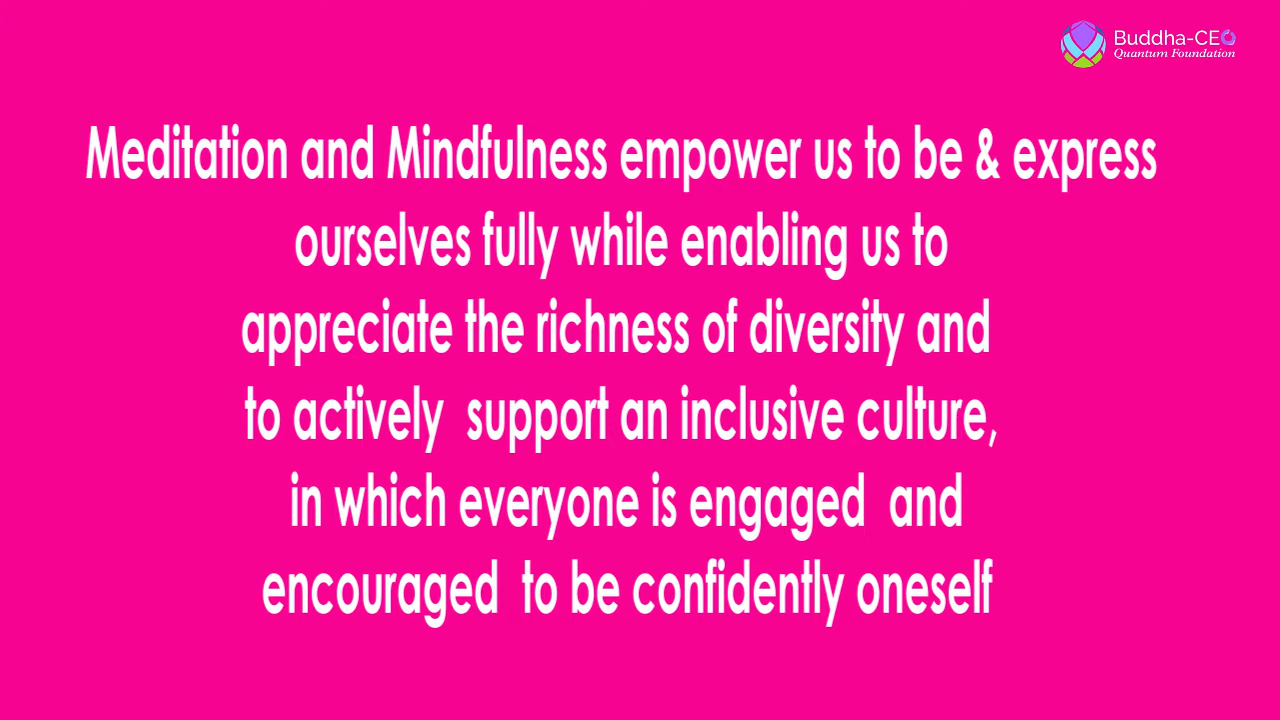 Buddha-CEO
Quantum Foundation
Meditation and Mindfulness empower us to be & express
ourselves fully while enabling us to
appreciate the richness of diversity and
to actively  support an inclusive culture,
in which everyone is engaged  and
encouraged  to be confidently oneself